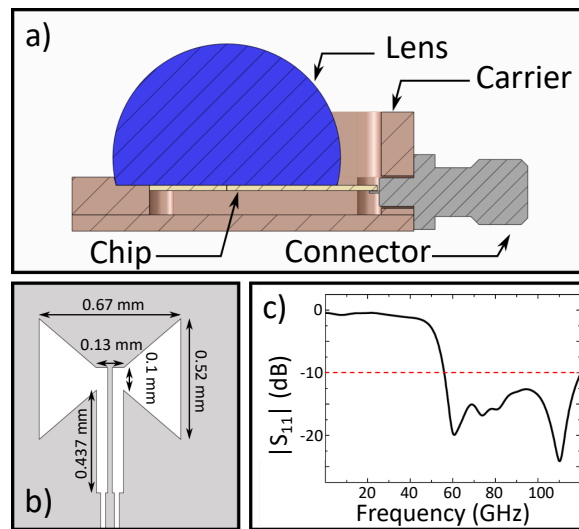 a)
Lens
Carrier
Chip
Connector
0.67 mm
0.13 mm
0.1 mm
0.52 mm
0.437 mm
b)
c)
0
-10
-20
|S11| (dB)
20 40 60 80 100
Frequency (GHz)